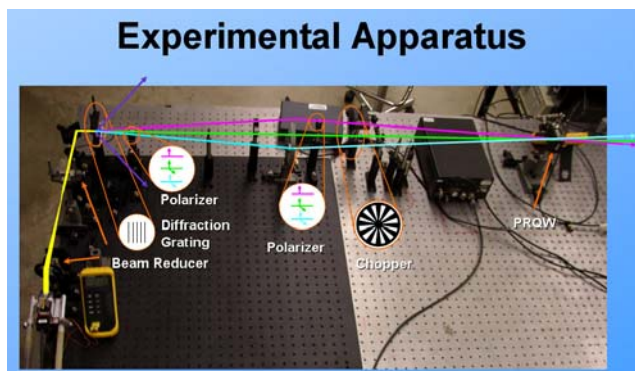 Experimental Apparatus
Polarizer
Diffraction
Grating
Beam Reducer
Polarizer
Chopper
PRQW